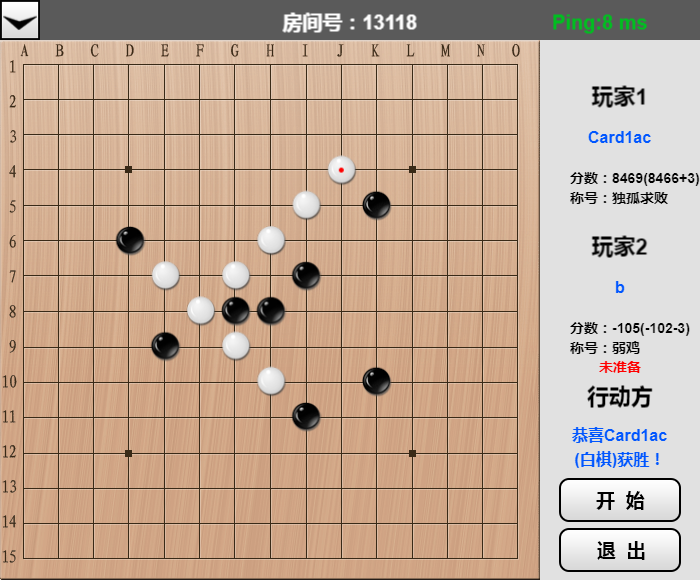 房间号：13118
Ping:8 ms
A B C D E F G H I J K L M N O
1
2
3
4
5
6
7
8
9
10
11
12
13
14
15
玩家1
Card1ac
分数：8469(8466+3)
称号：独孤求败
玩家2
b
分数：-105(-102-3)
称号：弱鸡
未准备
行动方
恭喜Card1ac
(白棋)获胜！
开 始
退 出